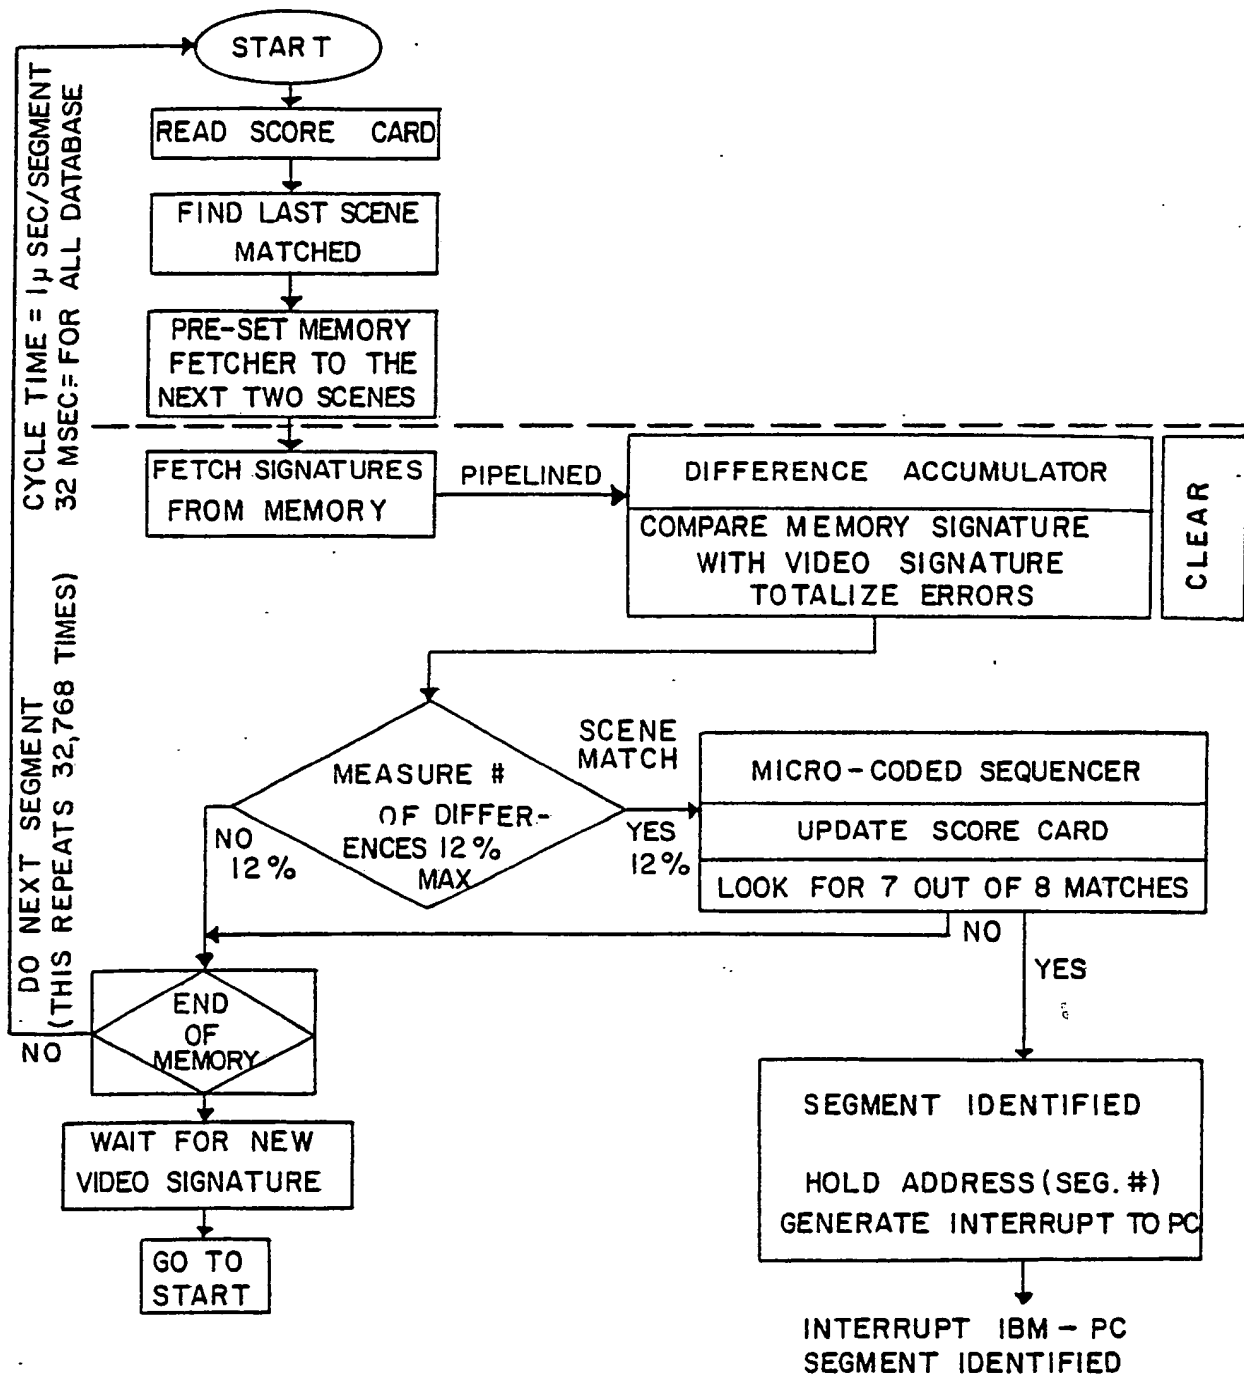 START
READ SCORE CARD
FIND LAST SCENE
MATCHED
PRE-SET MEMORY
FETCHER TO THE
NEXT TWO SCENES
CYCLE TIME = 1μ SEC/SEGMENT
32 MSEC= FOR ALL DATABASE
FETCH SIGNATURES
FROM MEMORY
PIPELINED
DIFFERENCE ACCUMULATOR
COMPARE MEMORY SIGNATURE
WITH VIDEO SIGNATURE
TOTALIZE ERRORS
CLEAR
DO NEXT SEGMENT
(THIS REPEATS 32,768 TIMES)
MEASURE #
OF DIFFER-
ENCES 12%
MAX
SCENE
MATCH
YES
12%
NO
12%
MICRO-CODED SEQUENCER
UPDATE SCORE CARD
LOOK FOR 7 OUT OF 8 MATCHES
NO
YES
END
OF
MEMORY
NO
WAIT FOR NEW
VIDEO SIGNATURE
GO TO
START
SEGMENT IDENTIFIED
HOLD ADDRESS (SEG. #)
GENERATE INTERRUPT TO PC
INTERRUPT IBM - PC
SEGMENT IDENTIFIED